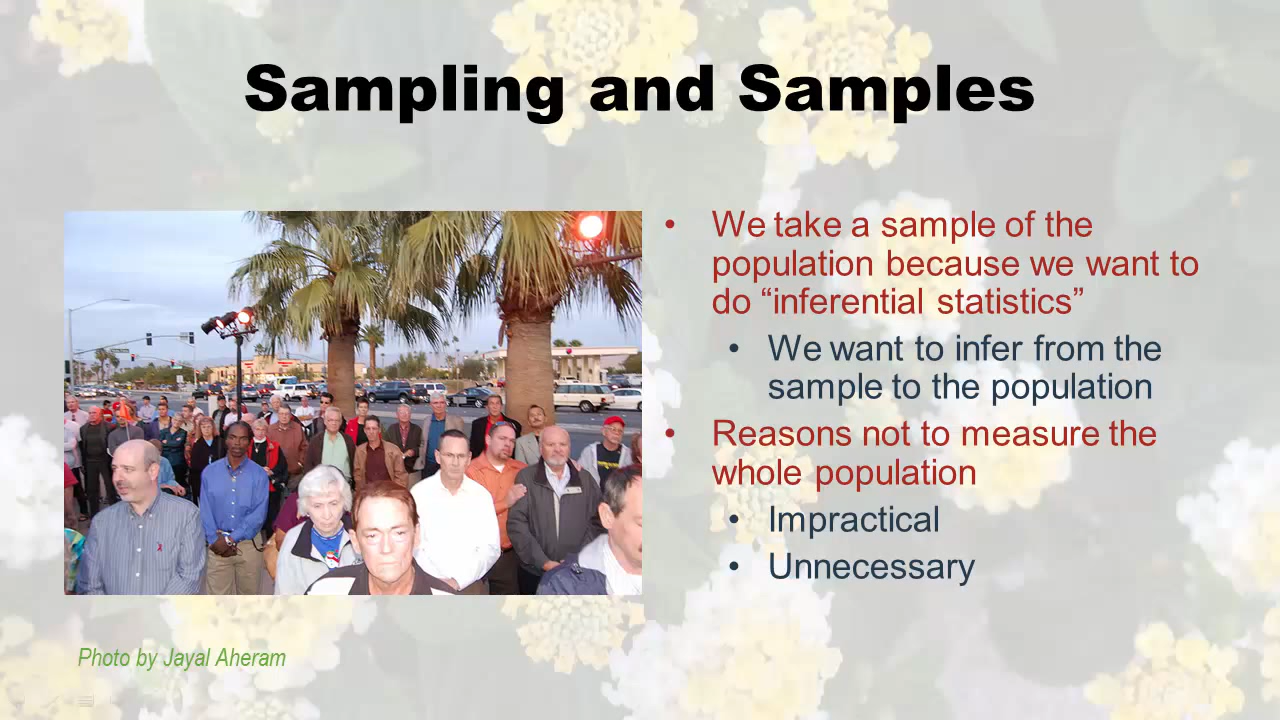 Sampling and Samples
• We take a sample of the
population because we want to
do “inferential statistics”
• We want to infer from the
sample to the population
• Reasons not to measure the
whole population
• Impractical
• Unnecessary
Photo by Jayal Aheram